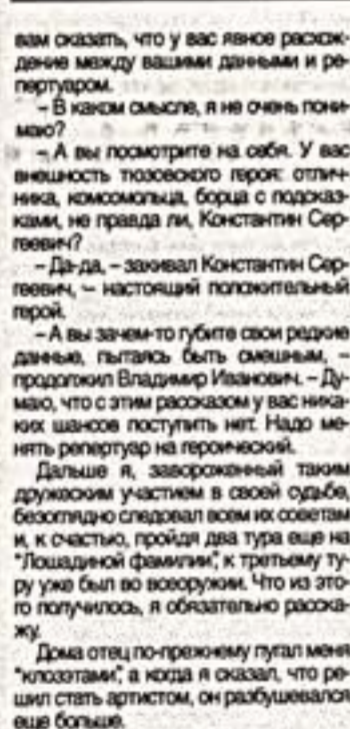 вам сказать, что у вас явное расхож-
дение между вашими данными и ре-
пертуаром.
– В каком смысле, я не очень пони-
маю?
– А вы посмотрите на себя. У вас
внешность тюзовского героя: отлич-
ника, комсомольца, борца с подсказ-
ками, не правда ли, Константин Сер-
геевич?
– Да-да, – закивал Константин Сер-
геевич, – настоящий положительный
герой.
– А вы зачем-то губите свои редкие
данные, пытаясь быть смешным, –
продолжил Владимир Иванович. – Ду-
маю, что с этим рассказом у вас ника-
ких шансов поступить нет. Надо ме-
нять репертуар на героический.
Дальше я, завороженный таким
дружеским участием в своей судьбе,
безоглядно следовал всем их советам
и, к счастью, пройдя два тура еще на
"Лошадиной фамилии", к третьему ту-
ру уже был во всеоружии. Что из это-
го получилось, я обязательно расска-
жу.
Дома отец по-прежнему пугал меня
"клозэтами", а когда я сказал, что ре-
шил стать артистом, он разбушевался
еще больше.